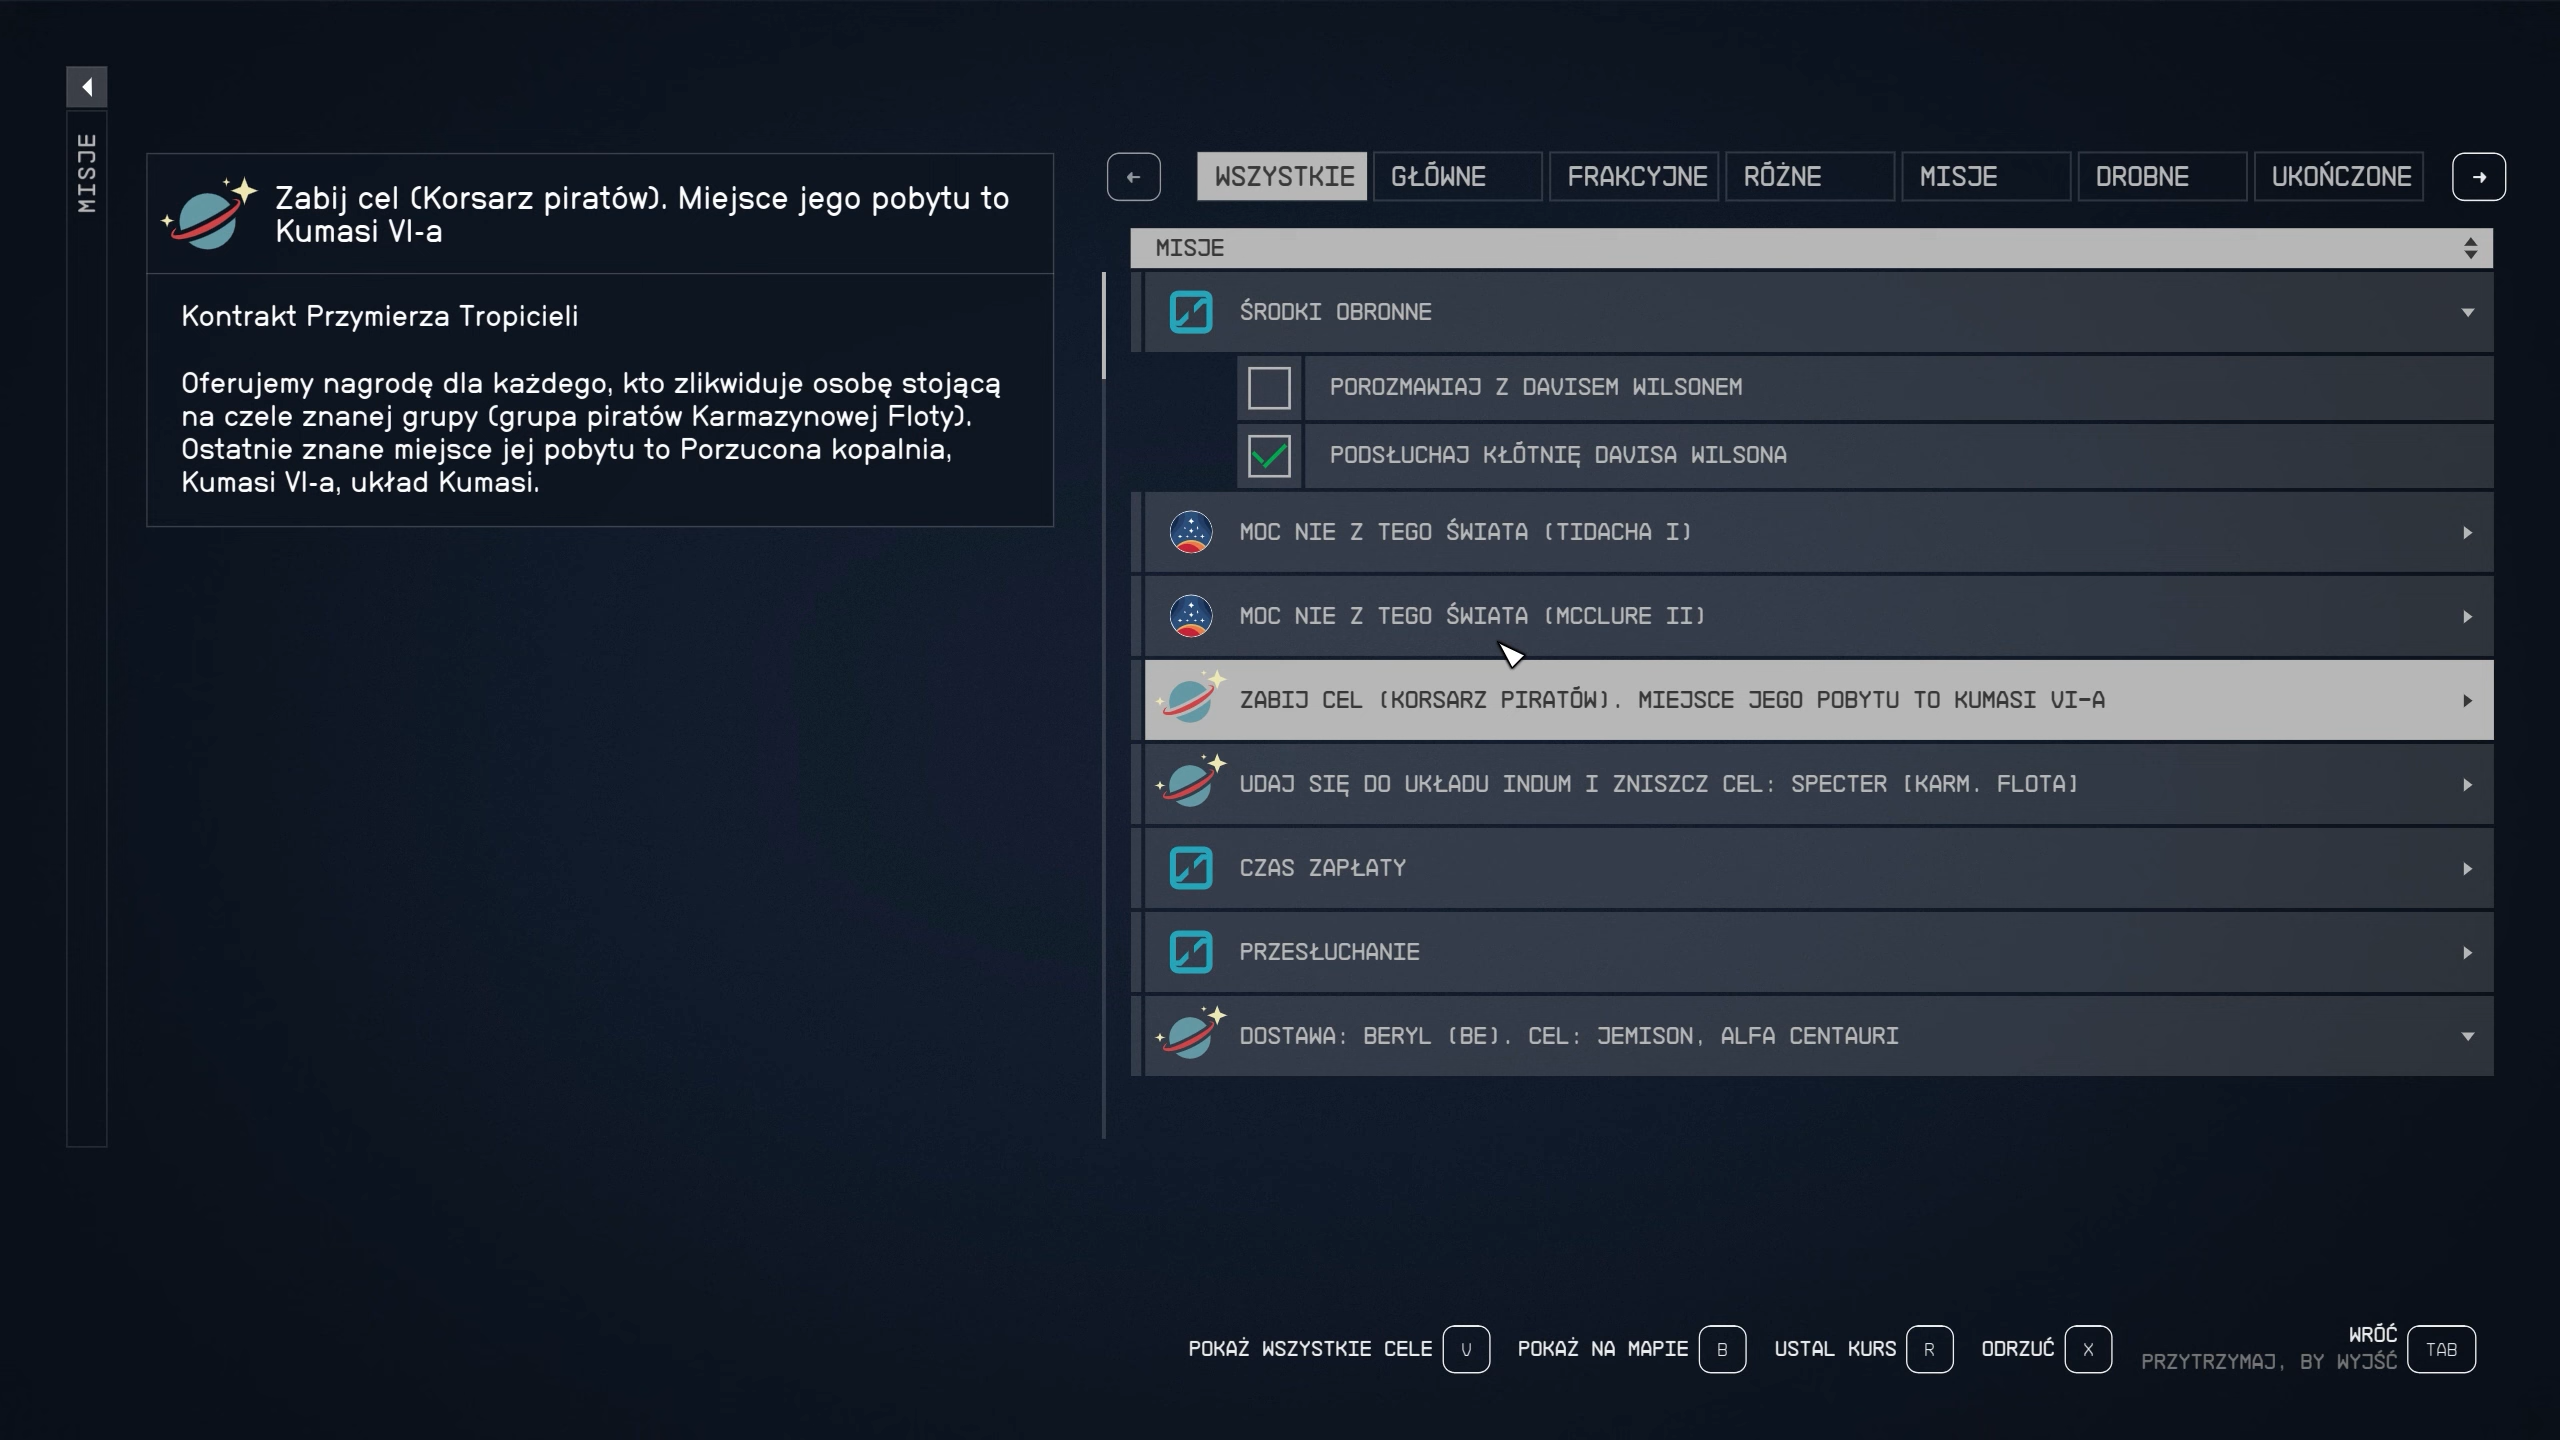 MISJE
Zabij cel (Korsarz piratów). Miejsce jego pobytu to
Kumasi VI-a
Kontrakt Przymierza Tropicieli
Oferujemy nagrodę dla każdego, kto zlikwiduje osobę stojącą
na czele znanej grupy (grupa piratów Karmazynowej Floty).
Ostatnie znane miejsce jej pobytu to Porzucona kopalnia,
Kumasi VI-a, układ Kumasi.
WSZYSTKIE GŁÓWNE FRAKCYJNE RÓŻNE MISJE DROBNE UKOŃCZONE
MISJE
ŚRODKI OBRONNE
POROZMAWIAJ Z DAVISEM WILSONEM
PODSŁUCHAJ KŁÓTNIĘ DAVISA WILSONA
MOC NIE Z TEGO ŚWIATA (TIDACHA I)
MOC NIE Z TEGO ŚWIATA (MCCLURE II)
ZABIJ CEL (KORSARZ PIRATÓW). MIEJSCE JEGO POBYTU TO KUMASI VI-A
UDAJ SIĘ DO UKŁADU INDUM I ZNISZCZ CEL: SPECTER [KARM. FLOTA]
CZAS ZAPŁATY
PRZESŁUCHANIE
DOSTAWA: BERYL (BE). CEL: JEMISON, ALFA CENTAURI
POKAŻ WSZYSTKIE CELE V POKAŻ NA MAPIE B USTAL KURS R ODRZUĆ X WRÓĆ TAB
PRZYTRZYMAJ, BY WYJŚĆ